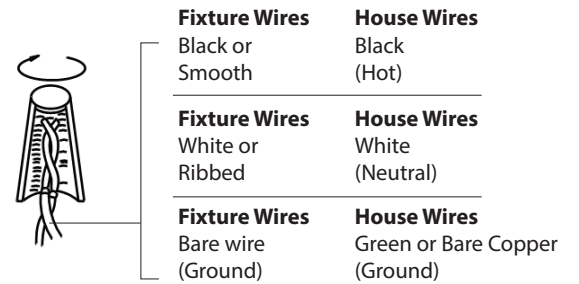 Fixture Wires House Wires
Black or Black
Smooth (Hot)
Fixture Wires House Wires
White or White
Ribbed (Neutral)
Fixture Wires House Wires
Bare wire Green or Bare Copper
(Ground) (Ground)